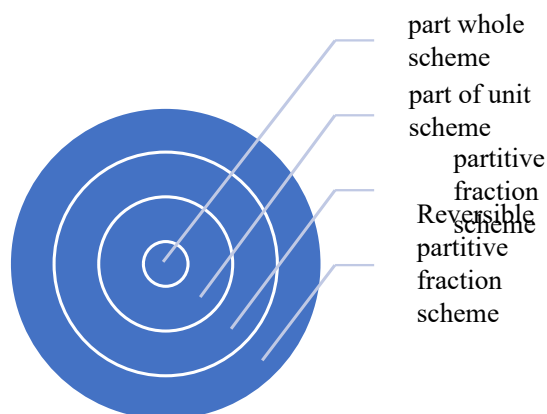 part whole
scheme
part of unit
scheme
partitive
fraction
scheme
Reversible
partitive
fraction
scheme